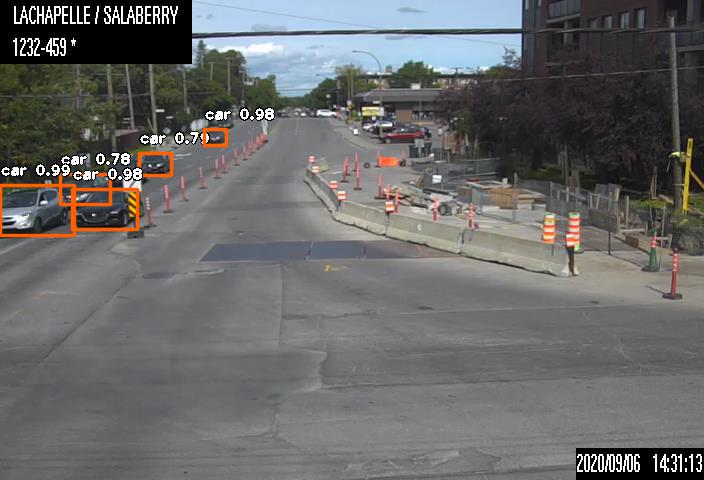 LACHAPELLE / SALABERRY
1232-459 *
car 0.98
car 0.79
car 0.78
car 0.99
car 0.98
2020/09/06 14:31:13